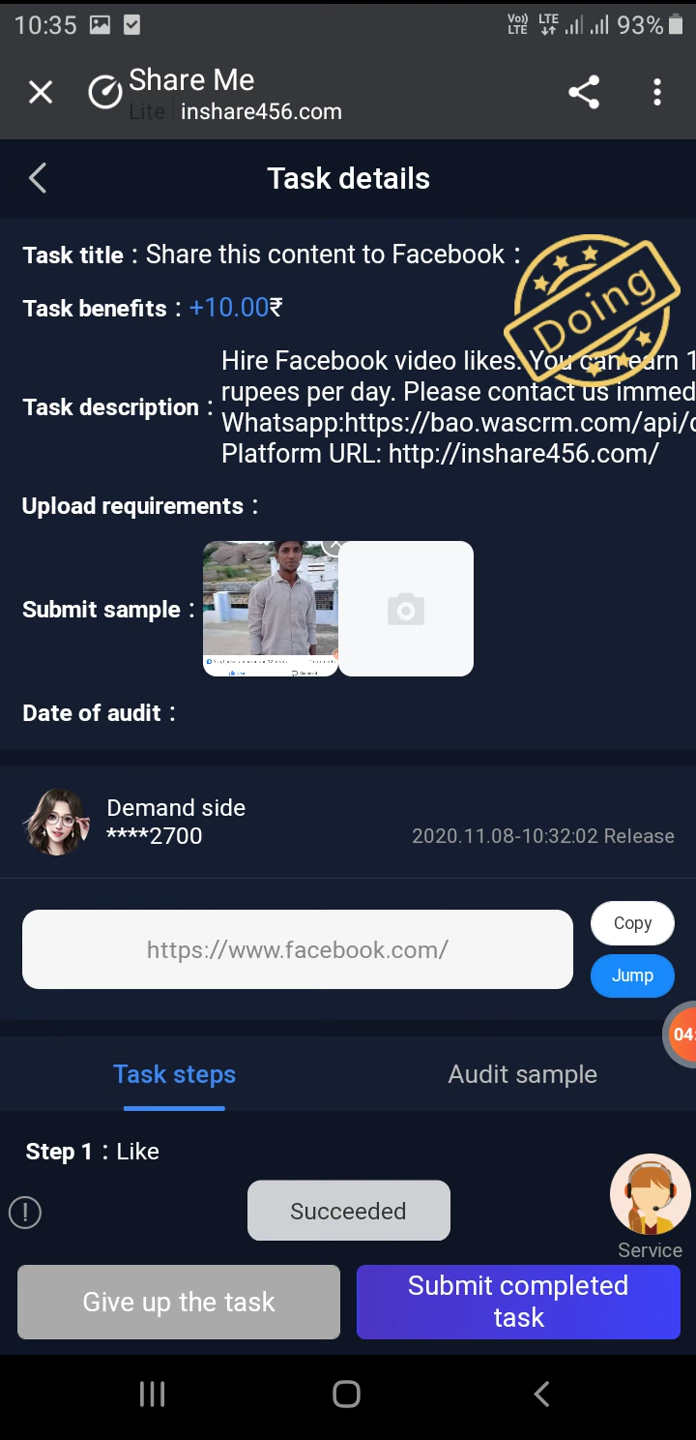 10:35
Vo))
LTE
LTE
93%
Share Me
Lite
inshare456.com
Task details
Task title : Share this content to Facebook :
Doing
Task benefits : +10.00₹
Task description :
Hire Facebook video likes. You can earn 1
rupees per day. Please contact us immed
Whatsapp:https://bao.wascrm.com/api/c
Platform URL: http://inshare456.com/
Upload requirements :
Submit sample :
Date of audit :
Demand side
****2700
2020.11.08-10:32:02 Release
https://www.facebook.com/
Copy
Jump
04:
Task steps
Audit sample
Step 1 : Like
Succeeded
Service
Give up the task
Submit completed
task